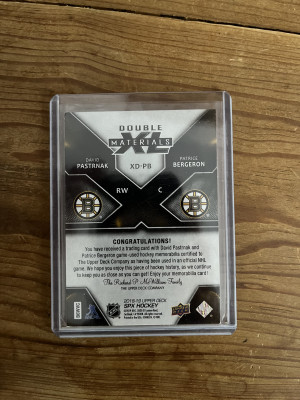 DOUBLE
XL
MATERIALS
DAVID
PASTRNAK
XD-PB
PATRICE
BERGERON
RW
C
CONGRATULATIONS!
You have received a trading card with David Pastrnak and
Patrice Bergeron game-used hockey memorabilia certified to
The Upper Deck Company as having been used in an official NHL
game. We hope you enjoy this piece of hockey history, as we continue
to keep you as close as you can get! Enjoy your memorabilia card!
The Richard P. McWilliam Family
THE UPPER DECK COMPANY
2018-19 UPPER DECK
SPX HOCKEY